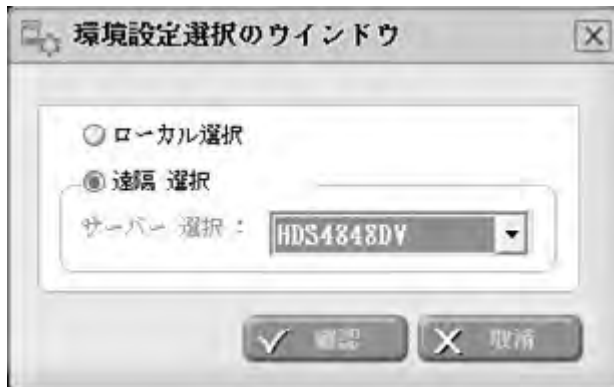 環境設定選択のウインドウ
ローカル選択
遠隔 選択
サーバー 選択 :
HDS4848DV
確認
取消